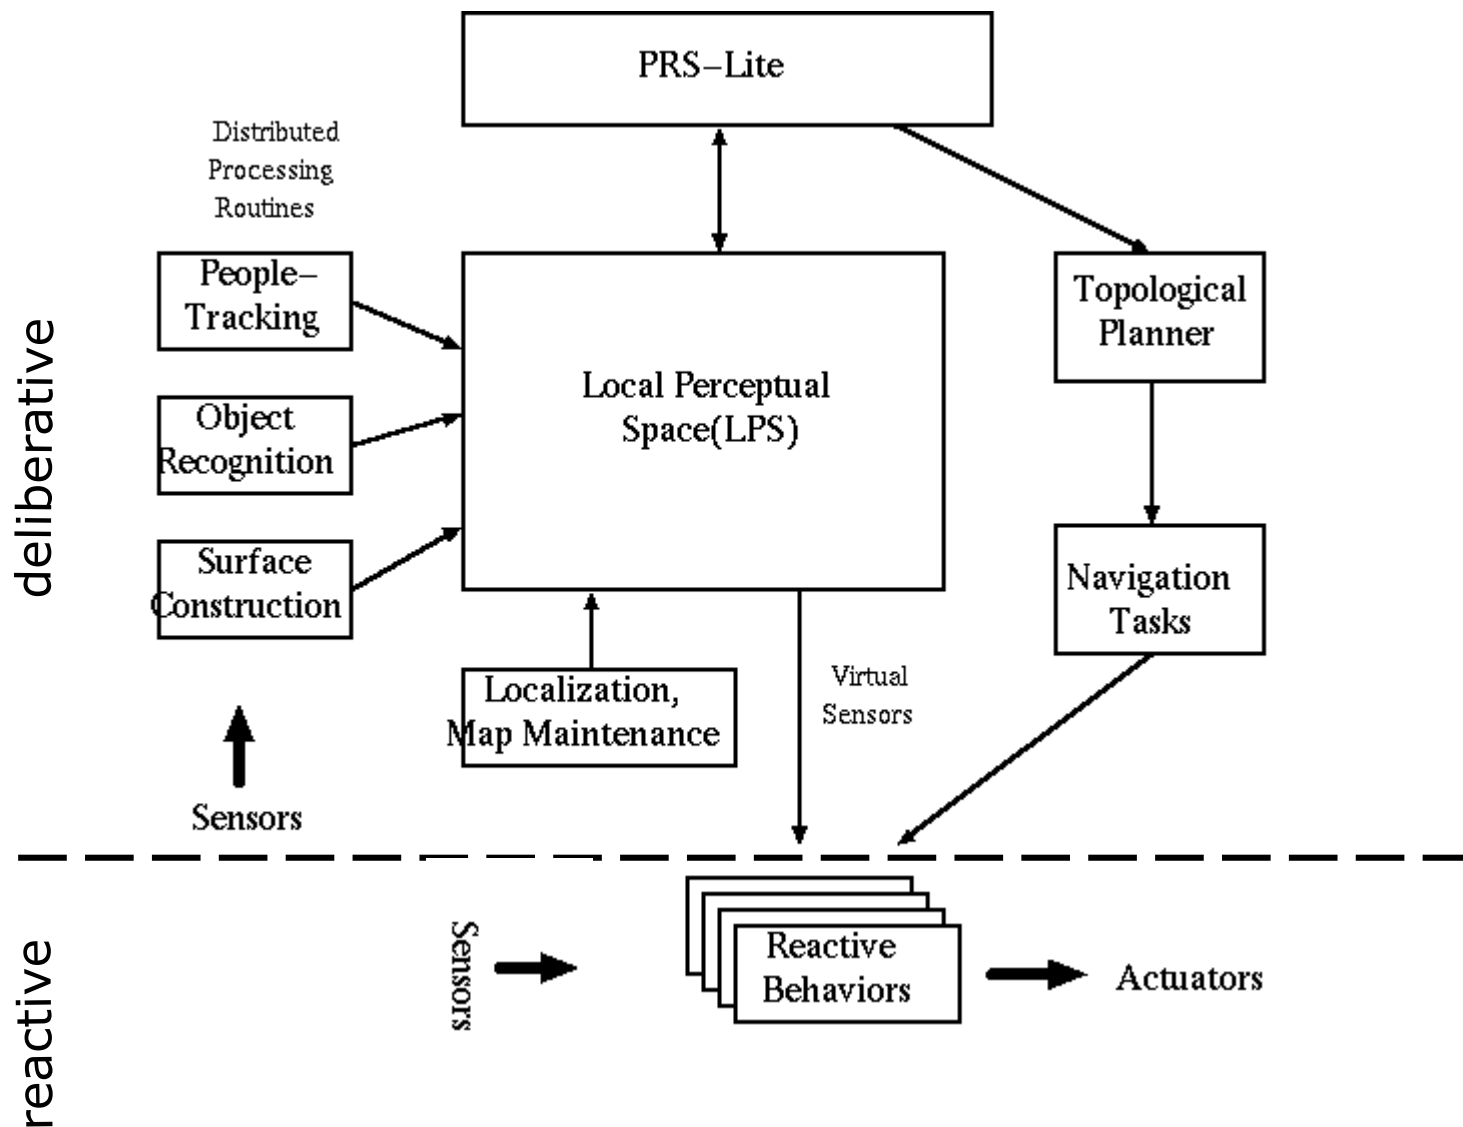 PRS–Lite
Distributed
Processing
Routines
People–
Tracking
Object
Recognition
Surface
Construction
Sensors
Local Perceptual
Space(LPS)
Localization,
Map Maintenance
Virtual
Sensors
Topological
Planner
Navigation
Tasks
deliberative
reactive
Sensors
Reactive
Behaviors
Actuators